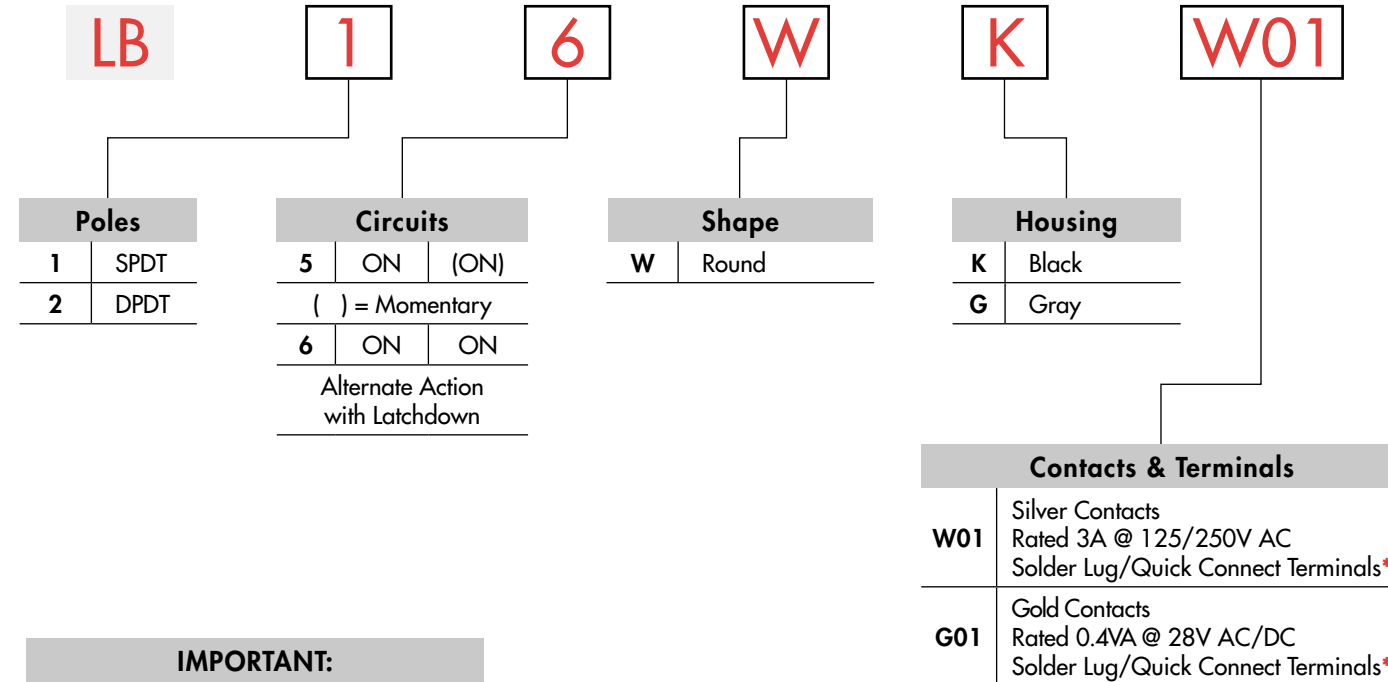 LB 1 6 W K W01
Poles
1 SPDT
2 DPDT
Circuits
5 ON (ON)
( ) = Momentary
6 ON ON
Alternate Action
with Latchdown
Shape
W Round
Housing
K Black
G Gray
Contacts & Terminals
W01
Silver Contacts
Rated 3A @ 125/250V AC
Solder Lug/Quick Connect Terminals*
G01
Gold Contacts
Rated 0.4VA @ 28V AC/DC
Solder Lug/Quick Connect Terminals*
IMPORTANT: